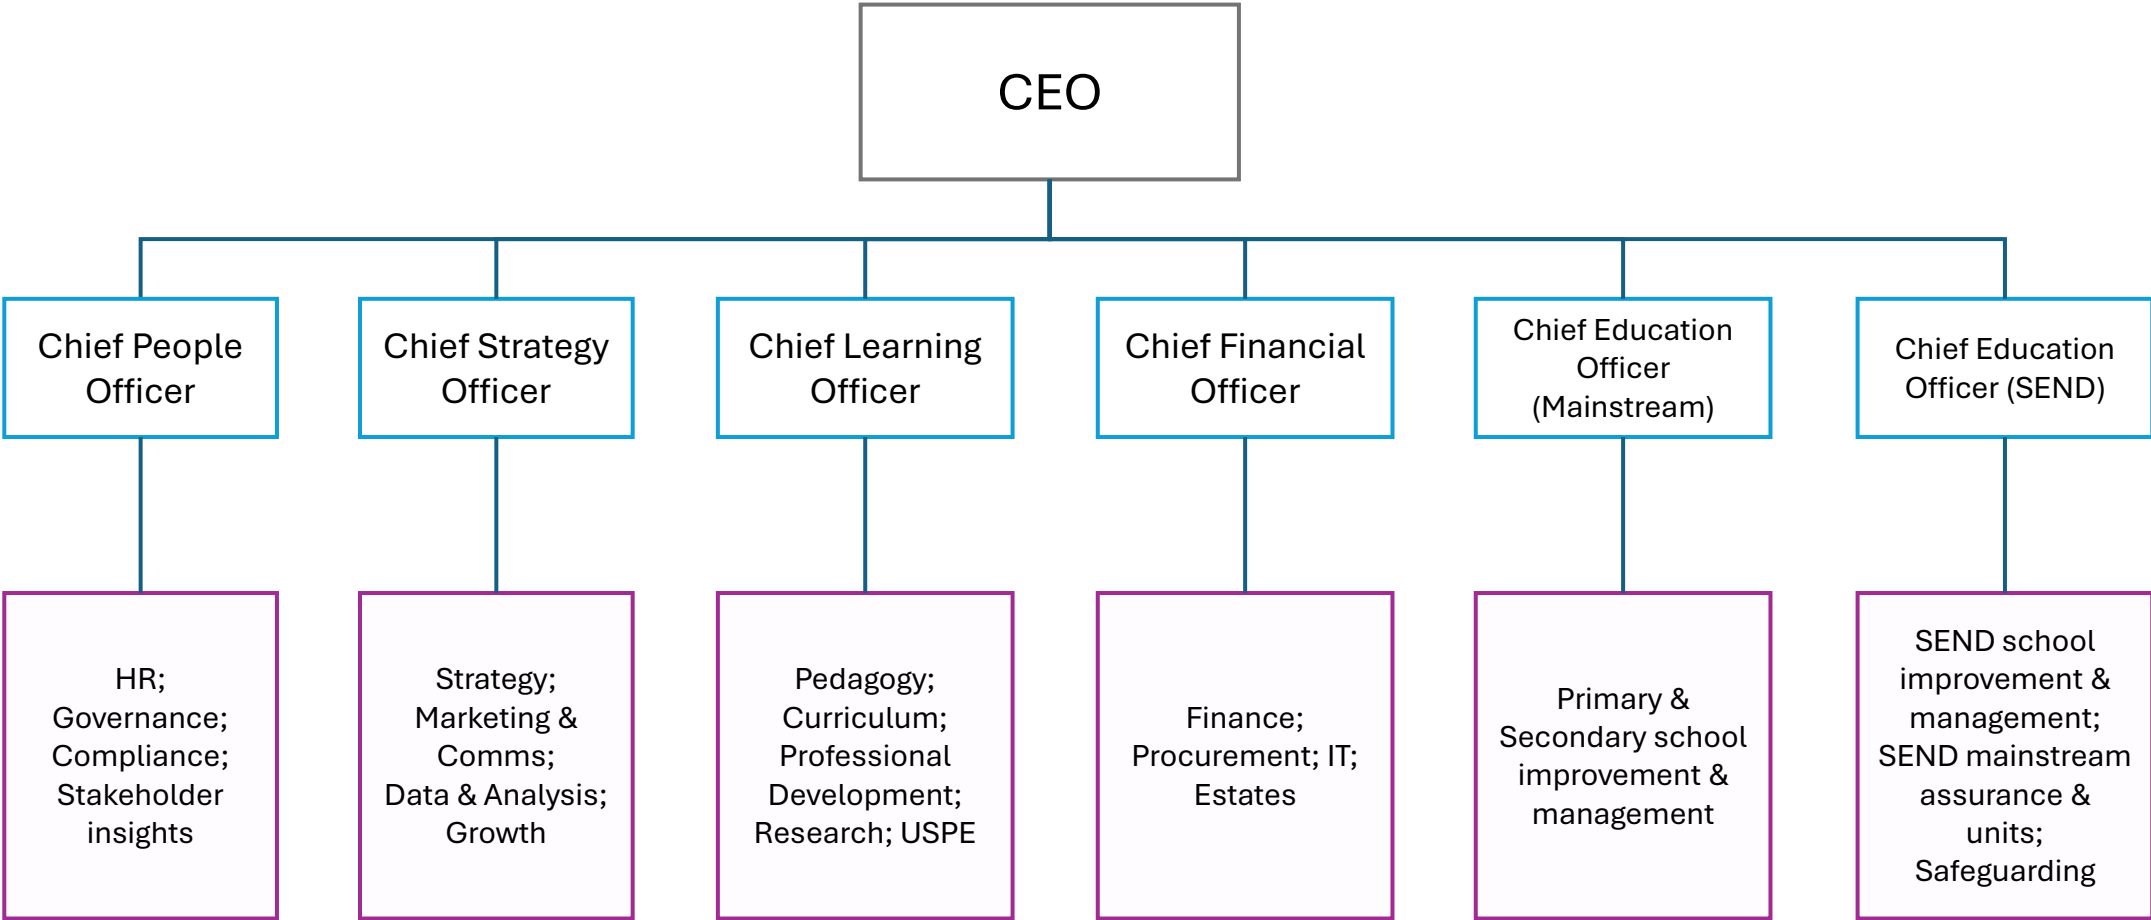 CEO
Chief People
Officer
Chief Strategy
Officer
Chief Learning
Officer
Chief Financial
Officer
Chief Education
Officer
(Mainstream)
Chief Education
Officer (SEND)
HR;
Governance;
Compliance;
Stakeholder
insights
Strategy;
Marketing &
Comms;
Data & Analysis;
Growth
Pedagogy;
Curriculum;
Professional
Development;
Research; USPE
Finance;
Procurement; IT;
Estates
Primary &
Secondary school
improvement &
management
SEND school
improvement &
management;
SEND mainstream
assurance &
units;
Safeguarding